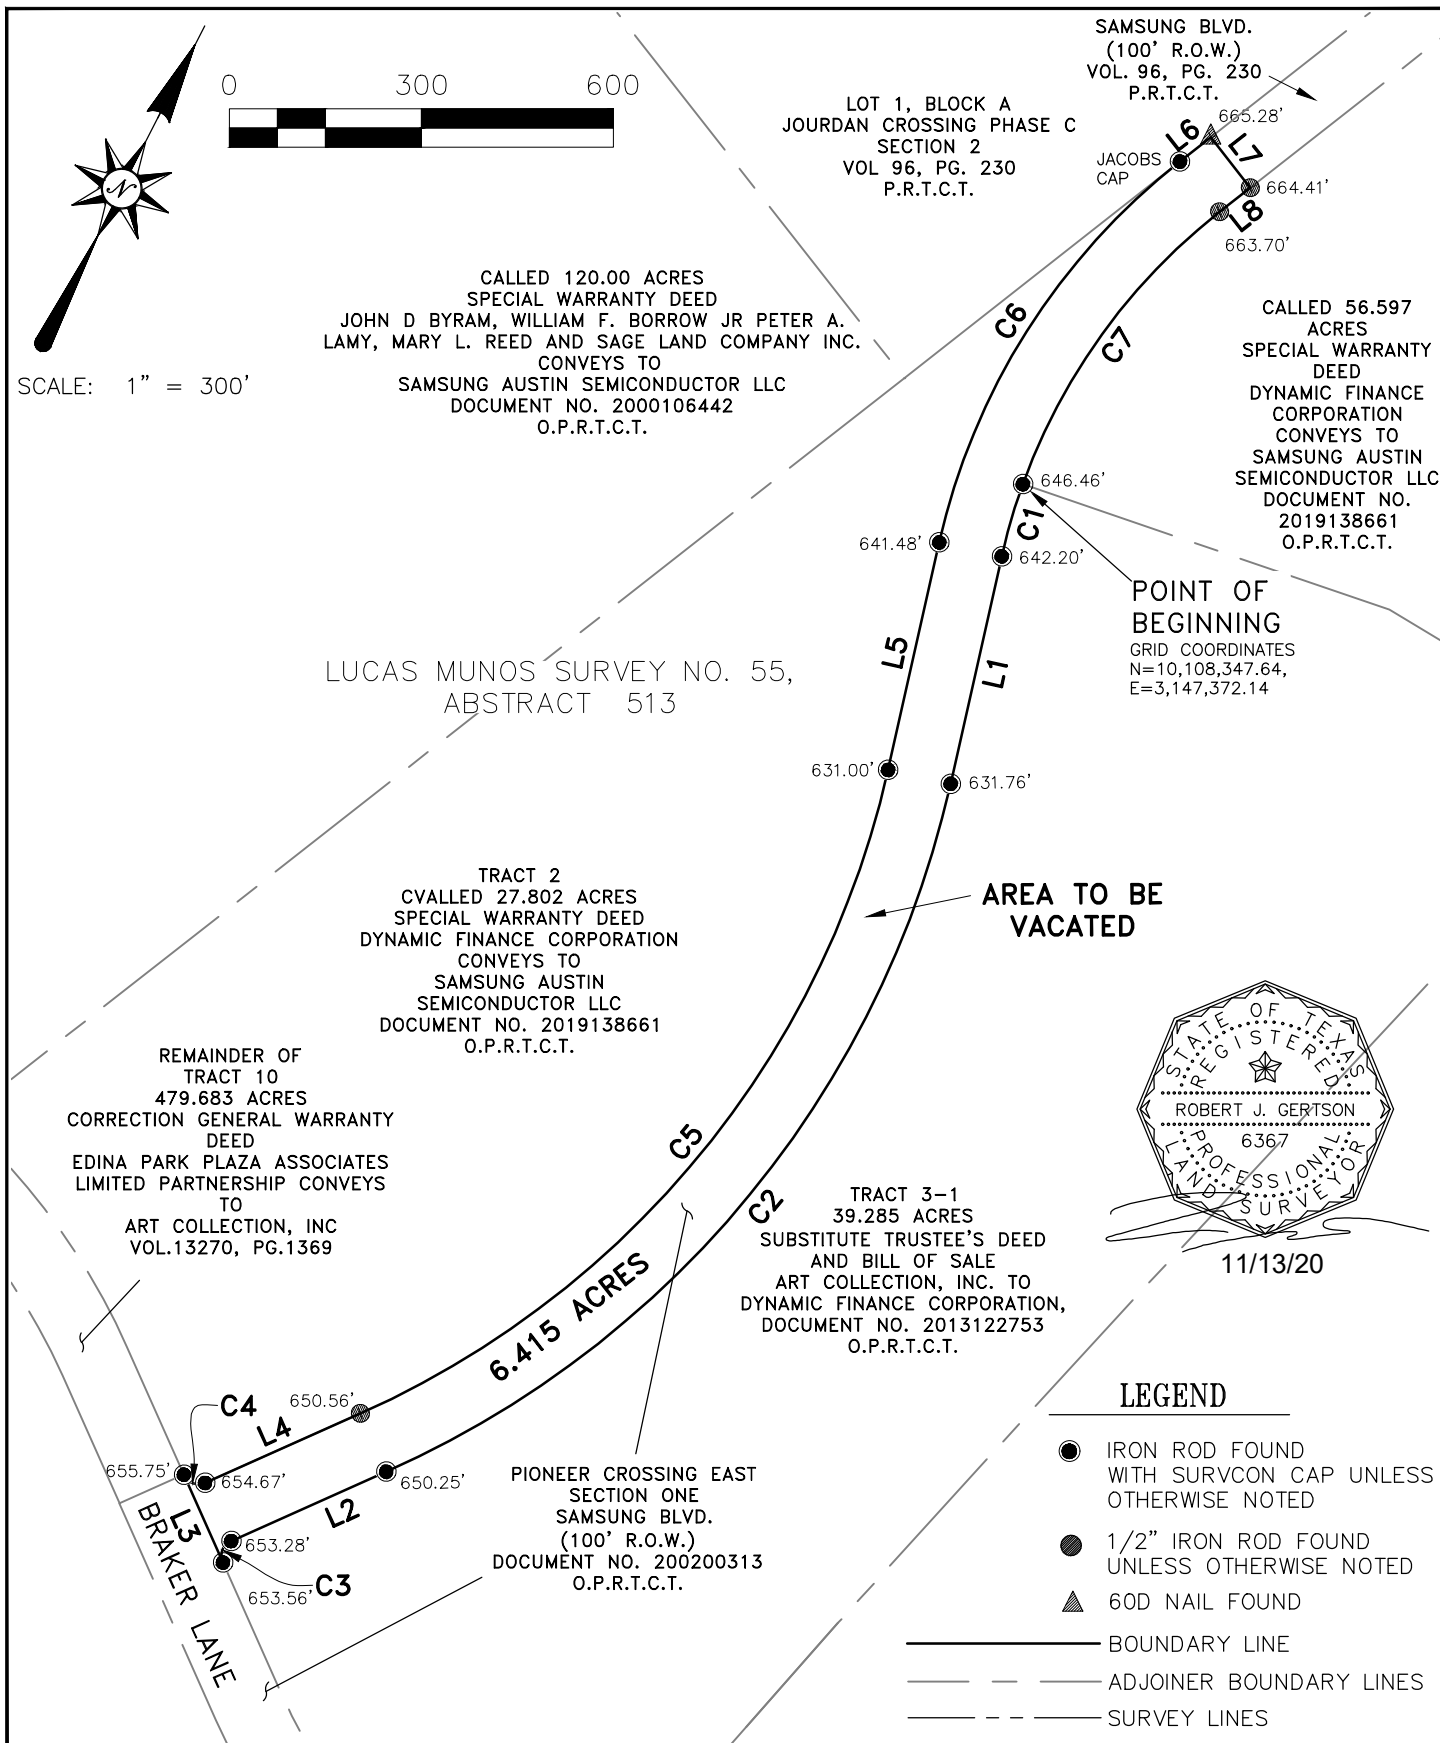 0 300 600
SCALE: 1" = 300'
N
SAMSUNG BLVD.
(100' R.O.W.)
VOL. 96, PG. 230
P.R.T.C.T.
LOT 1, BLOCK A
JOURDAN CROSSING PHASE C
SECTION 2
VOL 96, PG. 230
P.R.T.C.T.
JACOBS
CAP
L6
665.28'
L7
664.41'
L8
663.70'
CALLED 120.00 ACRES
SPECIAL WARRANTY DEED
JOHN D BYRAM, WILLIAM F. BORROW JR PETER A.
LAMY, MARY L. REED AND SAGE LAND COMPANY INC.
CONVEYS TO
SAMSUNG AUSTIN SEMICONDUCTOR LLC
DOCUMENT NO. 2000106442
O.P.R.T.C.T.
C6
C7
CALLED 56.597
ACRES
SPECIAL WARRANTY
DEED
DYNAMIC FINANCE
CORPORATION
CONVEYS TO
SAMSUNG AUSTIN
SEMICONDUCTOR LLC
DOCUMENT NO.
2019138661
O.P.R.T.C.T.
646.46'
C1
641.48'
642.20'
POINT OF
BEGINNING
GRID COORDINATES
N=10,108,347.64,
E=3,147,372.14
L5
L1
LUCAS MUNOS SURVEY NO. 55,
ABSTRACT 513
631.00'
631.76'
AREA TO BE
VACATED
TRACT 2
CVALLED 27.802 ACRES
SPECIAL WARRANTY DEED
DYNAMIC FINANCE CORPORATION
CONVEYS TO
SAMSUNG AUSTIN
SEMICONDUCTOR LLC
DOCUMENT NO. 2019138661
O.P.R.T.C.T.
STATE OF TEXAS
REGISTERED
ROBERT J. GERTSON
6367
PROFESSIONAL
LAND SURVEYOR
11/13/20
REMAINDER OF
TRACT 10
479.683 ACRES
CORRECTION GENERAL WARRANTY
DEED
EDINA PARK PLAZA ASSOCIATES
LIMITED PARTNERSHIP CONVEYS
TO
ART COLLECTION, INC
VOL.13270, PG.1369
C5
C2
TRACT 3-1
39.285 ACRES
SUBSTITUTE TRUSTEE'S DEED
AND BILL OF SALE
ART COLLECTION, INC. TO
DYNAMIC FINANCE CORPORATION,
DOCUMENT NO. 2013122753
O.P.R.T.C.T.
6.415 ACRES
C4
650.56'
L4
655.75'
654.67'
650.25'
L2
L3
653.28'
C3
653.56'
BRAKER LANE
PIONEER CROSSING EAST
SECTION ONE
SAMSUNG BLVD.
(100' R.O.W.)
DOCUMENT NO. 200200313
O.P.R.T.C.T.
LEGEND
IRON ROD FOUND
WITH SURVCON CAP UNLESS
OTHERWISE NOTED
1/2" IRON ROD FOUND
UNLESS OTHERWISE NOTED
60D NAIL FOUND
BOUNDARY LINE
ADJOINER BOUNDARY LINES
SURVEY LINES